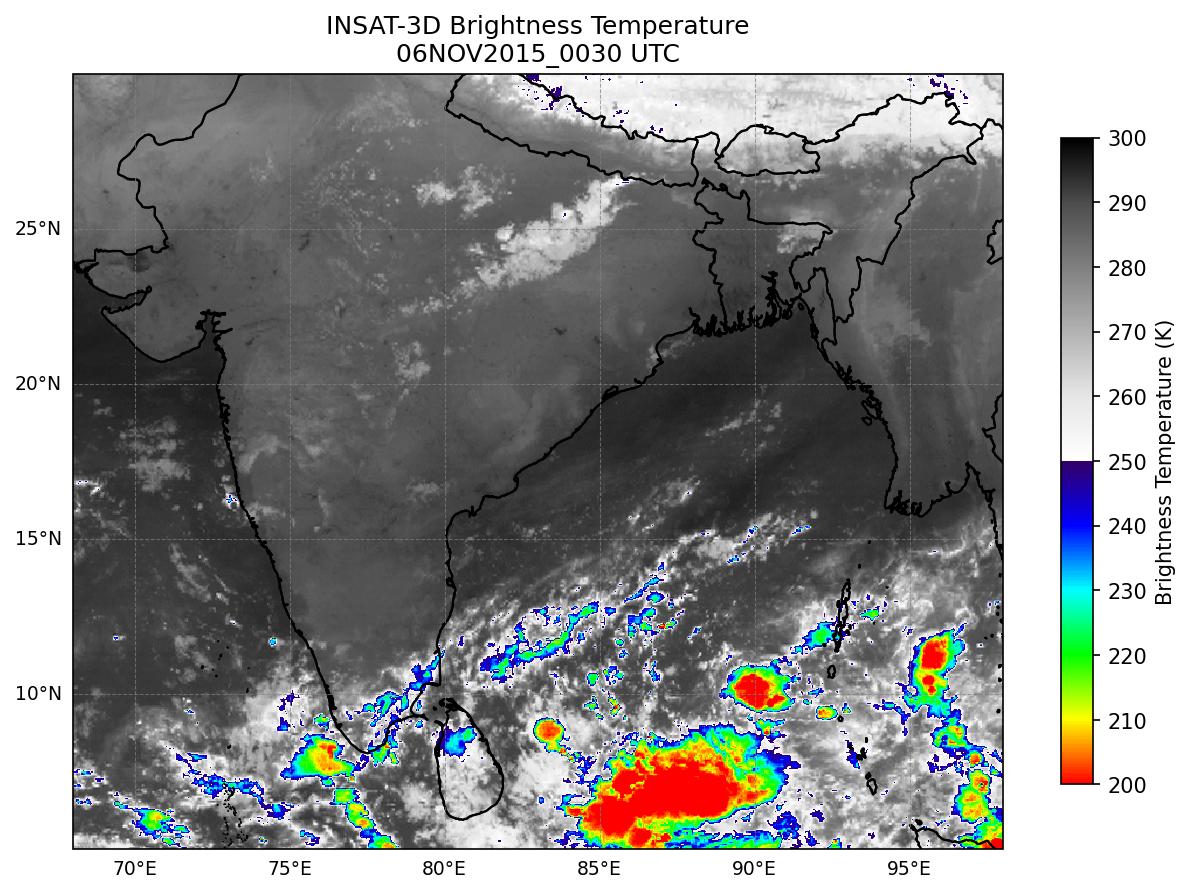 INSAT-3D Brightness Temperature
06NOV2015_0030 UTC
25°N
20°N
15°N
10°N
70°E
75°E
80°E
85°E
90°E
95°E
300
290
280
270
260
250
240
230
220
210
200
Brightness Temperature (K)